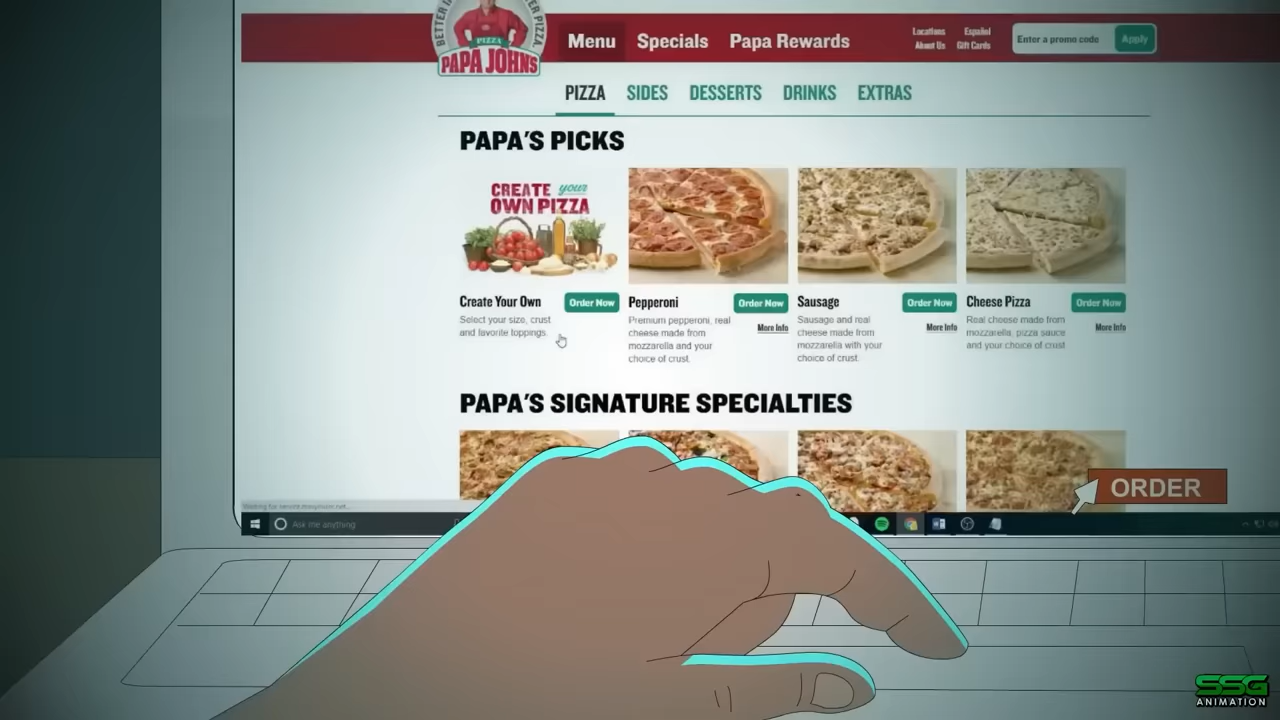 BETTER
PIZZA.
PIZZA
PAPA JOHNS
Menu
Specials
Papa Rewards
Locations
Español
About Us
Gift Cards
Enter a promo code
Apply
PIZZA
SIDES
DESSERTS
DRINKS
EXTRAS
PAPA'S PICKS
CREATE your
OWN PIZZA
Create Your Own
Order Now
Select your size, crust
and favorite toppings.
Pepperoni
Order Now
Premium pepperoni, real
cheese made from
mozzarella and your
choice of crust.
More Info
Sausage
Order Now
Sausage and real
cheese made from
mozzarella with your
choice of crust.
More Info
Cheese Pizza
Order Now
Real cheese made from
mozzarella, pizza sauce
and your choice of crust
More Info
PAPA'S SIGNATURE SPECIALTIES
ORDER
Ask me anything
SSG
ANIMATION